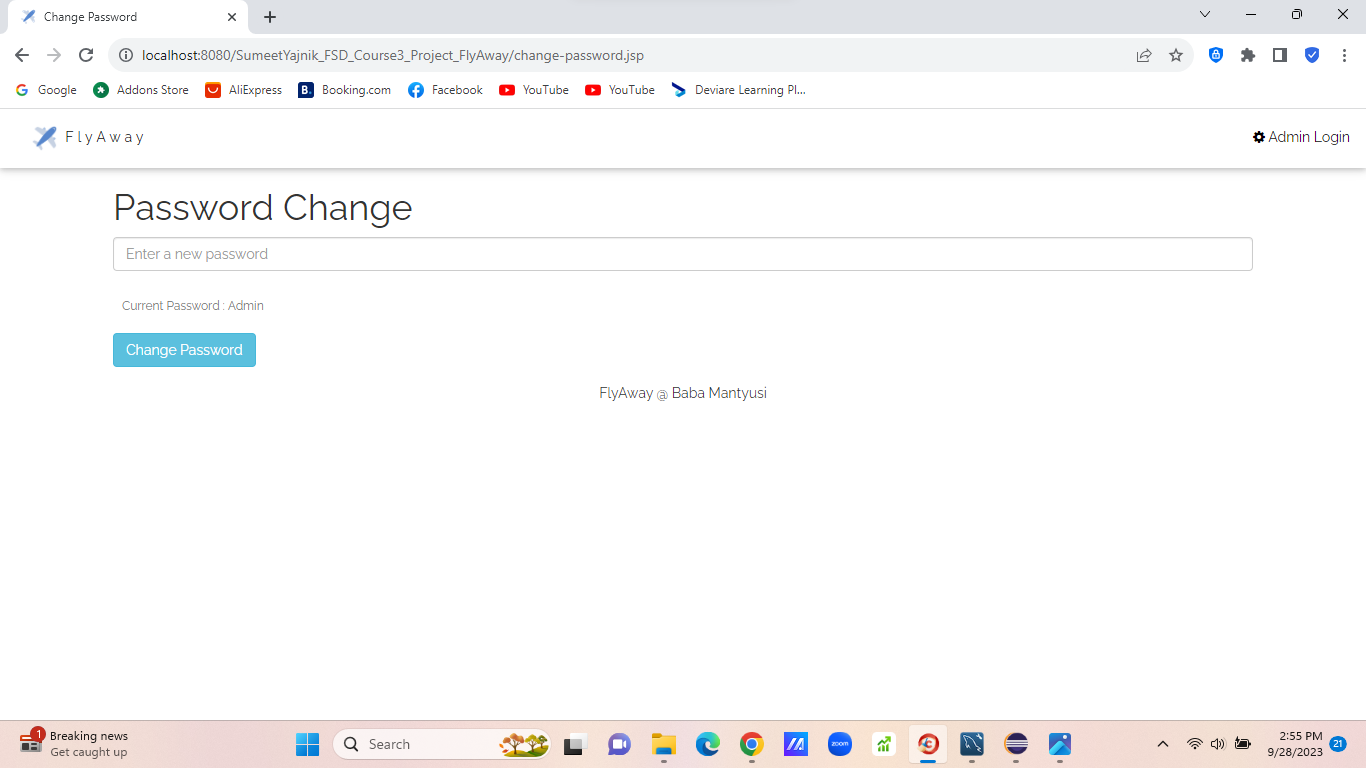 Change Password
localhost:8080/SumeetYajnik_FSD_Course3_Project_FlyAway/change-password.jsp
Google Addons Store AliExpress B. Booking.com Facebook YouTube YouTube Deviare Learning Pl...
FlyAway Admin Login
Password Change
Enter a new password
Current Password : Admin
Change Password
FlyAway @ Baba Mantyusi
1 Breaking news
Get caught up
Search
zoom
2:55 PM
9/28/2023
21